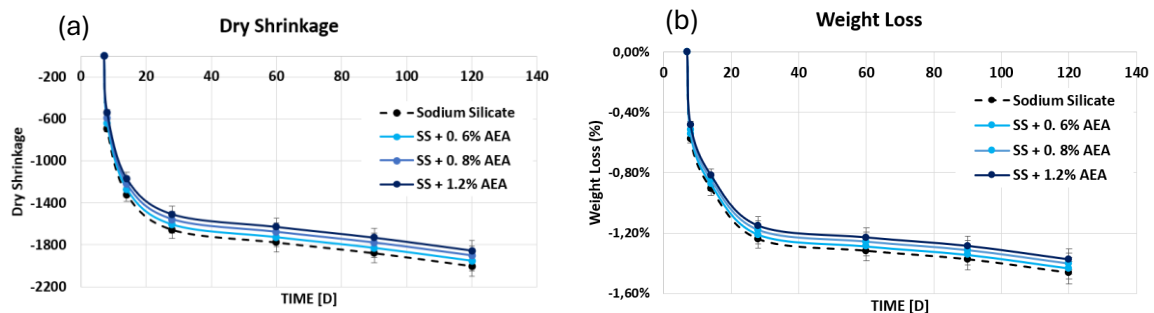 (a)
Dry Shrinkage
0 20 40 60 80 100 120 140
-200
-600
-1000
-1400
-1800
-2200
Dry Shrinkage
TIME [D]
Sodium Silicate
SS + 0. 6% AEA
SS + 0. 8% AEA
SS + 1.2% AEA
(b)
Weight Loss
0,00%
0 20 40 60 80 100 120 140
-0,40%
-0,80%
-1,20%
-1,60%
Weight Loss (%)
TIME [D]
Sodium Silicate
SS + 0. 6% AEA
SS + 0. 8% AEA
SS + 1.2% AEA